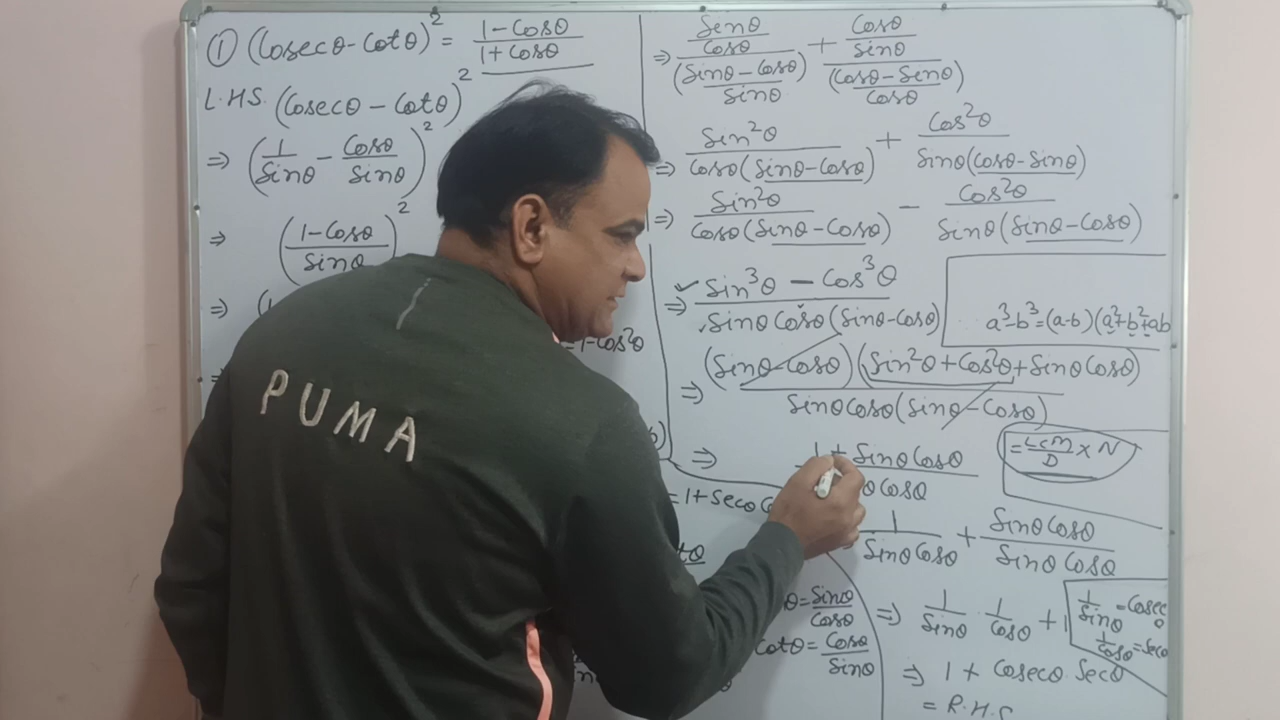 ① (Cosecθ - Cotθ)² = 1-Cosθ / 1+Cosθ
L.H.S. (Cosecθ - Cotθ)²
⇒ (1/Sinθ - Cosθ/Sinθ)²
⇒ (1-Cosθ/Sinθ)²
⇒
= 1-Cos²θ
PUMA
= 1+Secθ
θ = Sinθ/Cosθ
Cotθ = Cosθ/Sinθ
⇒ Sinθ/Cosθ / (Sinθ-Cosθ)/Sinθ + Cosθ/Sinθ / (Cosθ-Sinθ)/Cosθ
⇒ Sin²θ / Cosθ(Sinθ-Cosθ) + Cos²θ / Sinθ(Cosθ-Sinθ)
⇒ Sin²θ / Cosθ(Sinθ-Cosθ) - Cos²θ / Sinθ(Sinθ-Cosθ)
⇒ Sin³θ - Cos³θ / SinθCosθ(Sinθ-Cosθ)
a³-b³=(a-b)(a²+b²+ab
⇒ (Sinθ-Cosθ)(Sin²θ+Cos²θ+SinθCosθ) / SinθCosθ(Sinθ-Cosθ)
⇒ 1+SinθCosθ / θCosθ
= LCM/D × N
1/SinθCosθ + SinθCosθ/SinθCosθ
⇒ 1/Sinθ · 1/Cosθ + 1
1/Sinθ = Cosecθ
1/Cosθ = Secθ
⇒ 1 + Cosecθ Secθ
= R.H.S